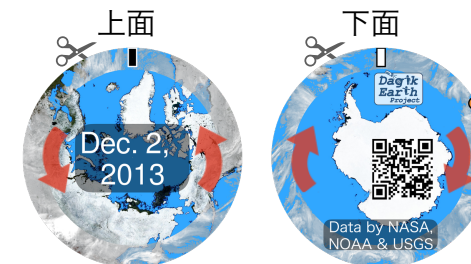 上面
下面
Dec. 2,
2013
Dagik
Earth
Project
Data by NASA,
NOAA & USGS